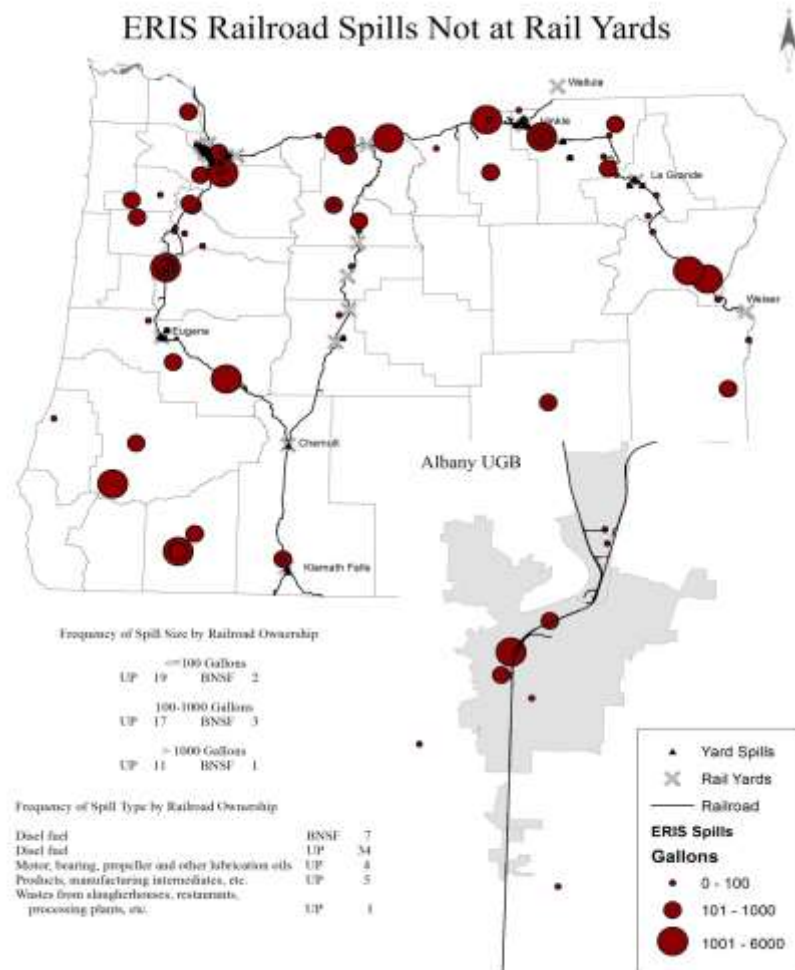 ERIS Railroad Spills Not at Rail Yards
Wallula
Hinkle
La Grande
Weiser
Eugene
Chemult
Albany UGB
Klamath Falls
Frequency of Spill Size by Railroad Ownership
<=100 Gallons
UP 19 BNSF 2
100-1000 Gallons
UP 17 BNSF 3
> 1000 Gallons
UP 11 BNSF 1
Frequency of Spill Type by Railroad Ownership
Disel fuel BNSF 7
Disel fuel UP 34
Motor, bearing, propeller and other lubrication oils UP 4
Products, manufacturing intermediates, etc. UP 5
Wastes from slaugherhouses, restaurants,
processing plants, etc. UP 1
Yard Spills
Rail Yards
Railroad
ERIS Spills
Gallons
0 - 100
101 - 1000
1001 - 6000